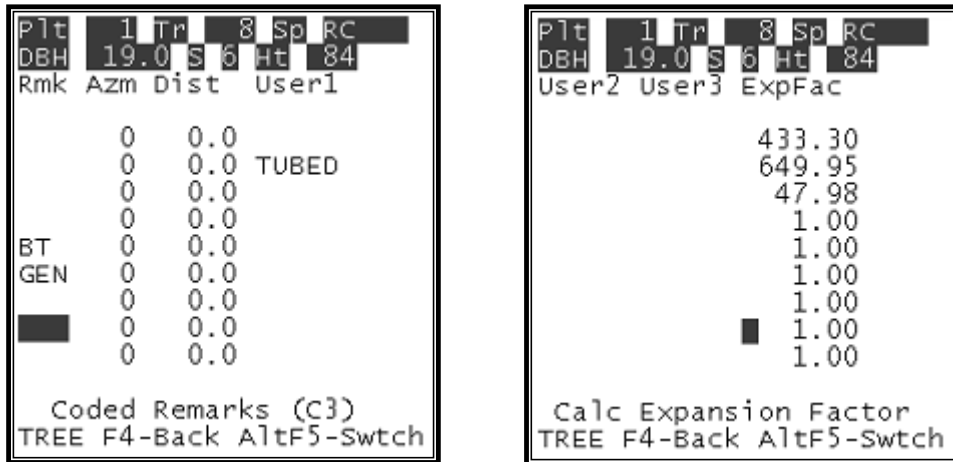 Plt 1 Tr 8 Sp RC
DBH 19.0 S 6 Ht 84
Rmk Azm Dist User1
0 0.0
0 0.0 TUBED
0 0.0
0 0.0
BT 0 0.0
GEN 0 0.0
0 0.0
0 0.0
0 0.0
Coded Remarks (C3)
TREE F4-Back AltF5-Swtch
Plt 1 Tr 8 Sp RC
DBH 19.0 S 6 Ht 84
User2 User3 ExpFac
433.30
649.95
47.98
1.00
1.00
1.00
1.00
1.00
1.00
Calc Expansion Factor
TREE F4-Back AltF5-Swtch